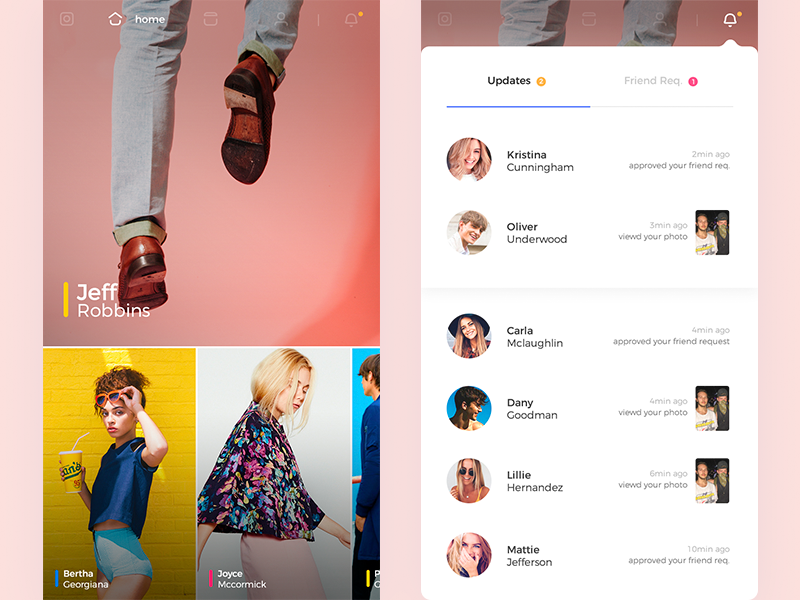 home
Jeff
Robbins
Bertha
Georgiana
Joyce
Mccormick
P
Updates 2
Friend Req. 1
Kristina
Cunningham
2min ago
approved your friend req.
Oliver
Underwood
3min ago
viewd your photo
Carla
Mclaughlin
4min ago
approved your friend request
Dany
Goodman
4min ago
viewd your photo
Lillie
Hernandez
6min ago
viewd your photo
Mattie
Jefferson
10min ago
approved your friend req.